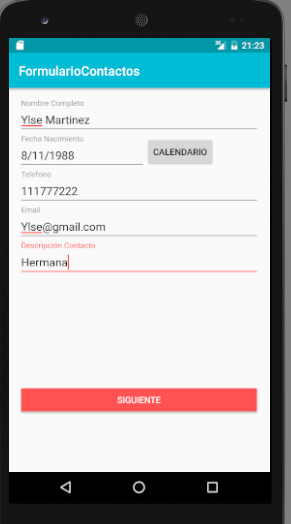 21:23
FormularioContactos
Nombre Completo
Ylse Martinez
Fecha Nacimiento
8/11/1988
CALENDARIO
Telefono
111777222
Email
Ylse@gmail.com
Descripción Contacto
Hermana
SIGUIENTE